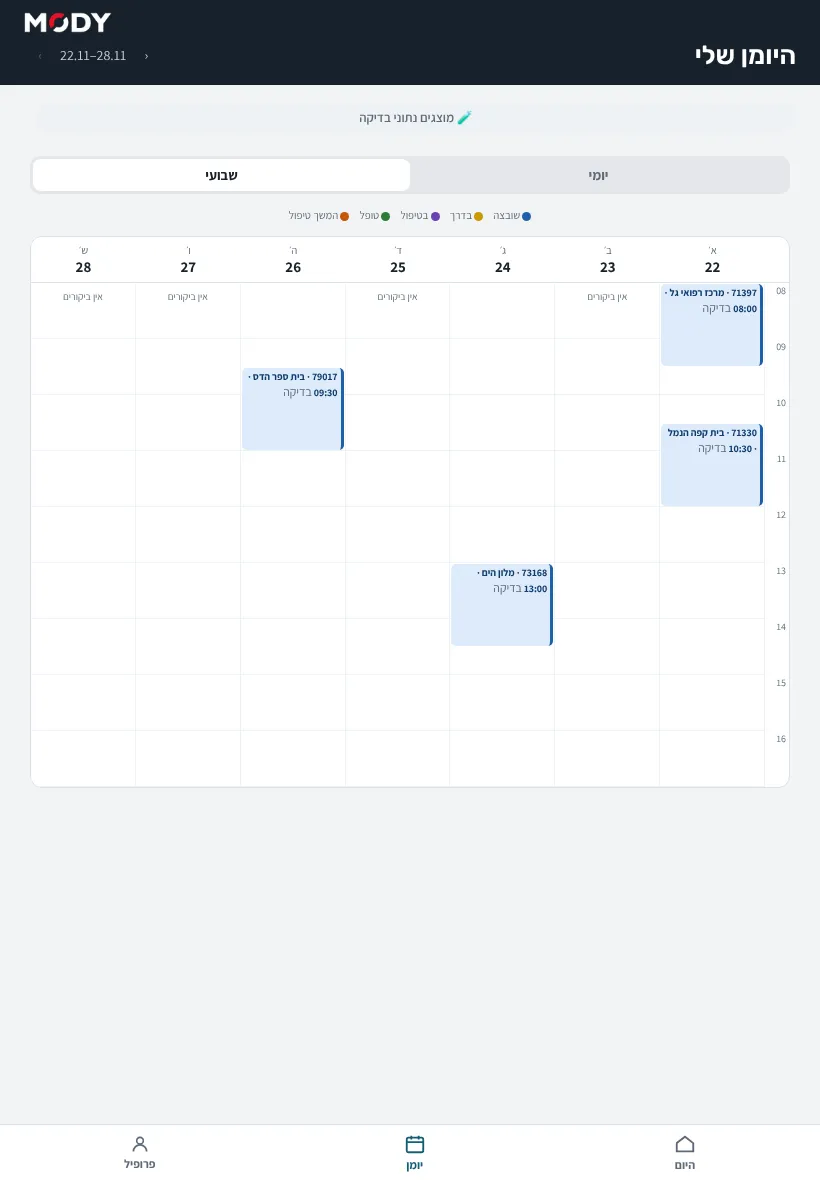 MODY
היומן שלי
‹ 22.11–28.11 ›
🧪 מוצגים נתוני בדיקה
יומי
שבועי
שובצה
בדרך
בטיפול
טופל
המשך טיפול
א׳
22
ב׳
23
ג׳
24
ד׳
25
ה׳
26
ו׳
27
ש׳
28
אין ביקורים
אין ביקורים
אין ביקורים
אין ביקורים
08
09
10
11
12
13
14
15
16
71397 · מרכז רפואי גל ·
08:00 בדיקה
71330 · בית קפה הנמל
· 10:30 בדיקה
73168 · מלון הים ·
13:00 בדיקה
79017 · בית ספר הדס ·
09:30 בדיקה
היום
יומן
פרופיל